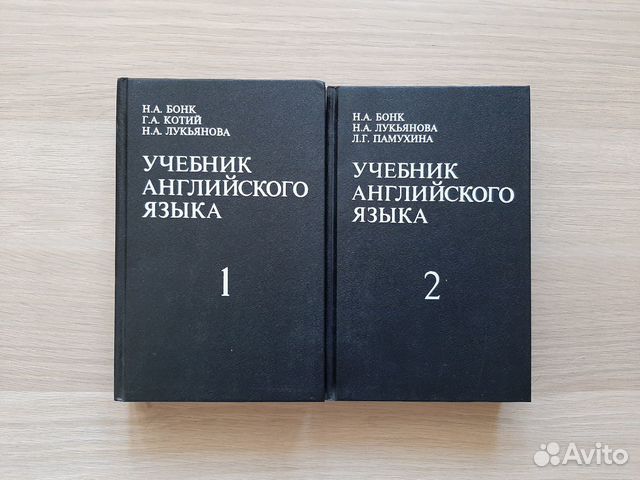 Н.А. БОНК
Г.А. КОТИЙ
Н.А. ЛУКЬЯНОВА
УЧЕБНИК
АНГЛИЙСКОГО
ЯЗЫКА
1
Н.А. БОНК
Н.А. ЛУКЬЯНОВА
Л.Г. ПАМУХИНА
УЧЕБНИК
АНГЛИЙСКОГО
ЯЗЫКА
2
Avito